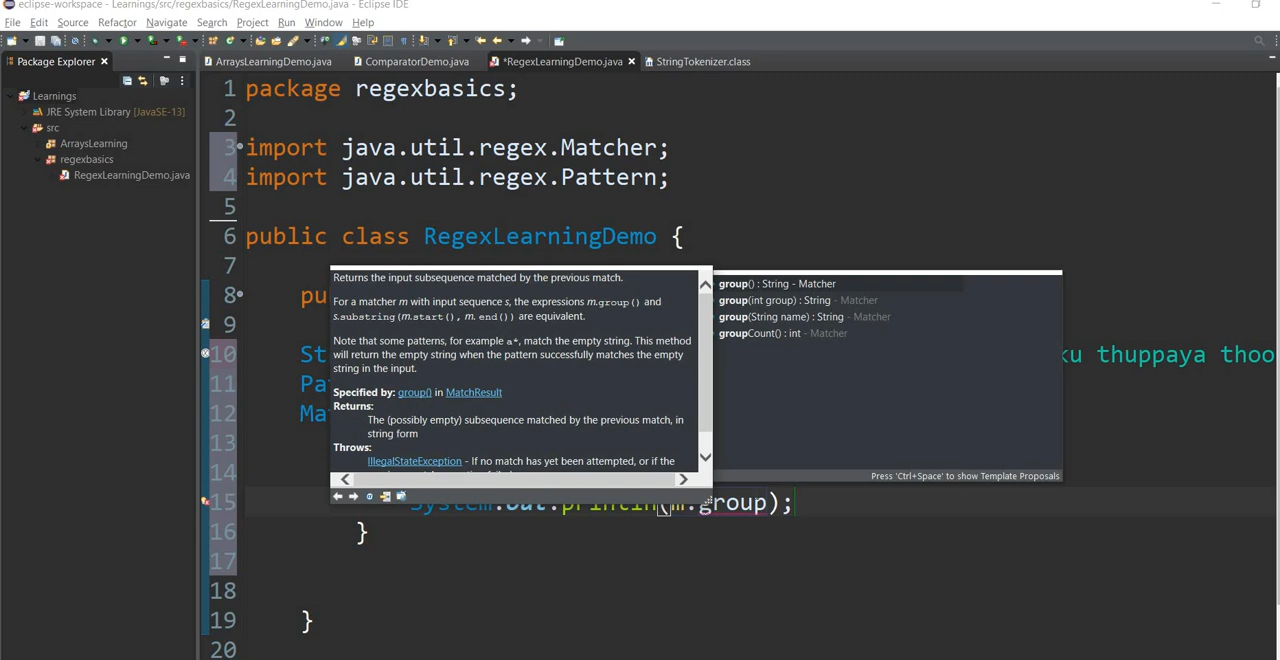 eclipse-workspace - Learnings/src/regexbasics/RegexLearningDemo.java - Eclipse IDE
File Edit Source Refactor Navigate Search Project Run Window Help
Package Explorer
ArraysLearningDemo.java ComparatorDemo.java *RegexLearningDemo.java StringTokenizer.class
Learnings
JRE System Library [JavaSE-13]
src
ArraysLearning
regexbasics
RegexLearningDemo.java
1 package regexbasics;
2
3 import java.util.regex.Matcher;
4 import java.util.regex.Pattern;
5
6 public class RegexLearningDemo {
7
8 pu
9
10 St ku thuppaya thoo
11 Pa
12 Ma
13
14
15 System.out.println(m.group);
16 }
17
18
19 }
20
Returns the input subsequence matched by the previous match.
For a matcher m with input sequence s, the expressions m.group() and
s.substring(m.start(), m. end()) are equivalent.
Note that some patterns, for example a*, match the empty string. This method
will return the empty string when the pattern successfully matches the empty
string in the input.
Specified by: group() in MatchResult
Returns:
The (possibly empty) subsequence matched by the previous match, in
string form
Throws:
IllegalStateException - If no match has yet been attempted, or if the
group() : String - Matcher
group(int group) : String - Matcher
group(String name) : String - Matcher
groupCount() : int - Matcher
Press 'Ctrl+Space' to show Template Proposals